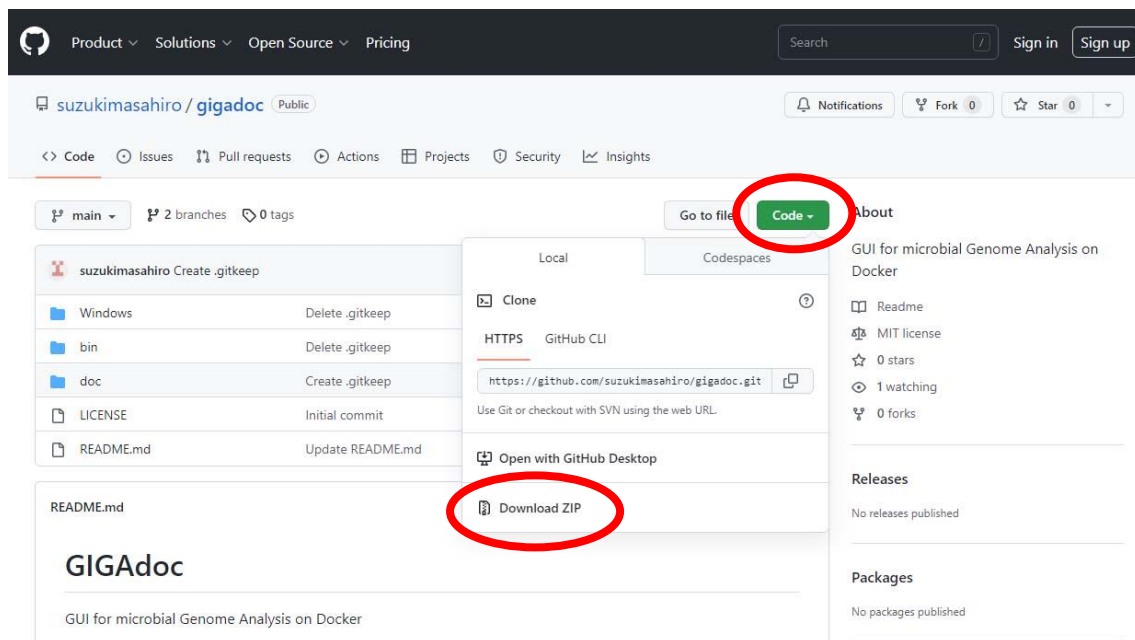 Product Solutions Open Source Pricing Search / Sign in Sign up
suzukimasahiro / gigadoc Public Notifications Fork 0 Star 0
Code Issues Pull requests Actions Projects Security Insights
main 2 branches 0 tags Go to file Code
suzukimasahiro Create .gitkeep
Windows Delete .gitkeep
bin Delete .gitkeep
doc Create .gitkeep
LICENSE Initial commit
README.md Update README.md
Local Codespaces
Clone
HTTPS GitHub CLI
https://github.com/suzukimasahiro/gigadoc.git
Use Git or checkout with SVN using the web URL.
Open with GitHub Desktop
Download ZIP
README.md
GIGAdoc
GUI for microbial Genome Analysis on Docker
About
GUI for microbial Genome Analysis on
Docker
Readme
MIT license
0 stars
1 watching
0 forks
Releases
No releases published
Packages
No packages published